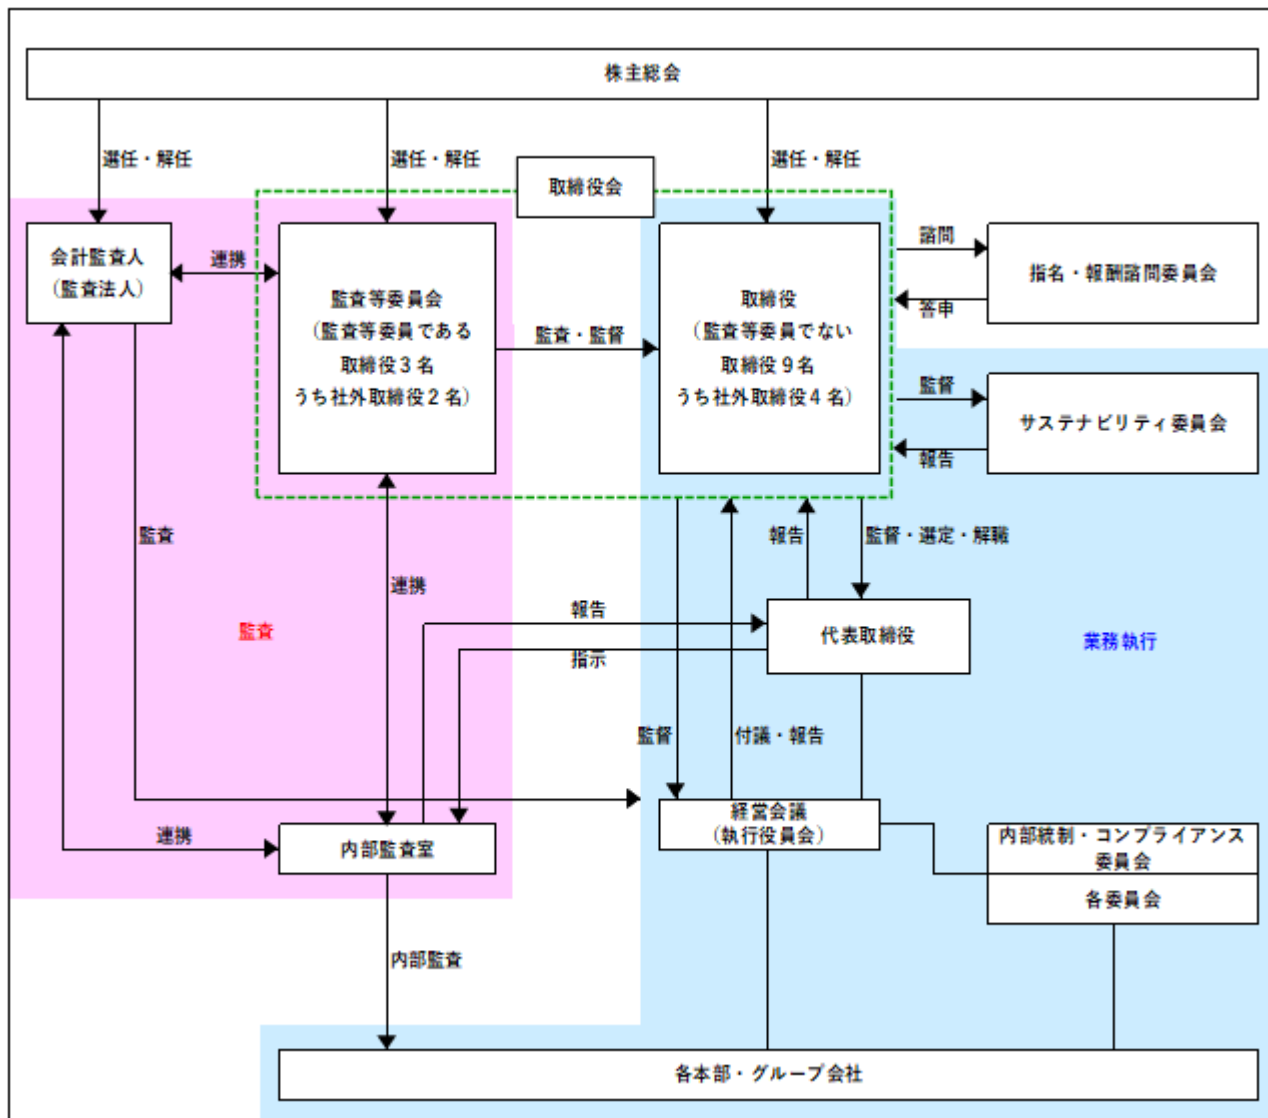 株主総会
選任・解任
選任・解任
選任・解任
取締役会
会計監査人
（監査法人）
連携
監査等委員会
（監査等委員である
取締役３名
うち社外取締役２名）
監査・監督
取締役
（監査等委員でない
取締役９名
うち社外取締役４名）
諮問
答申
指名・報酬諮問委員会
監督
報告
サステナビリティ委員会
監査
連携
報告
監督・選定・解職
報告
指示
代表取締役
監査
業務執行
監督
付議・報告
連携
内部監査室
経営会議
（執行役員会）
内部統制・コンプライアンス
委員会
各委員会
内部監査
各本部・グループ会社